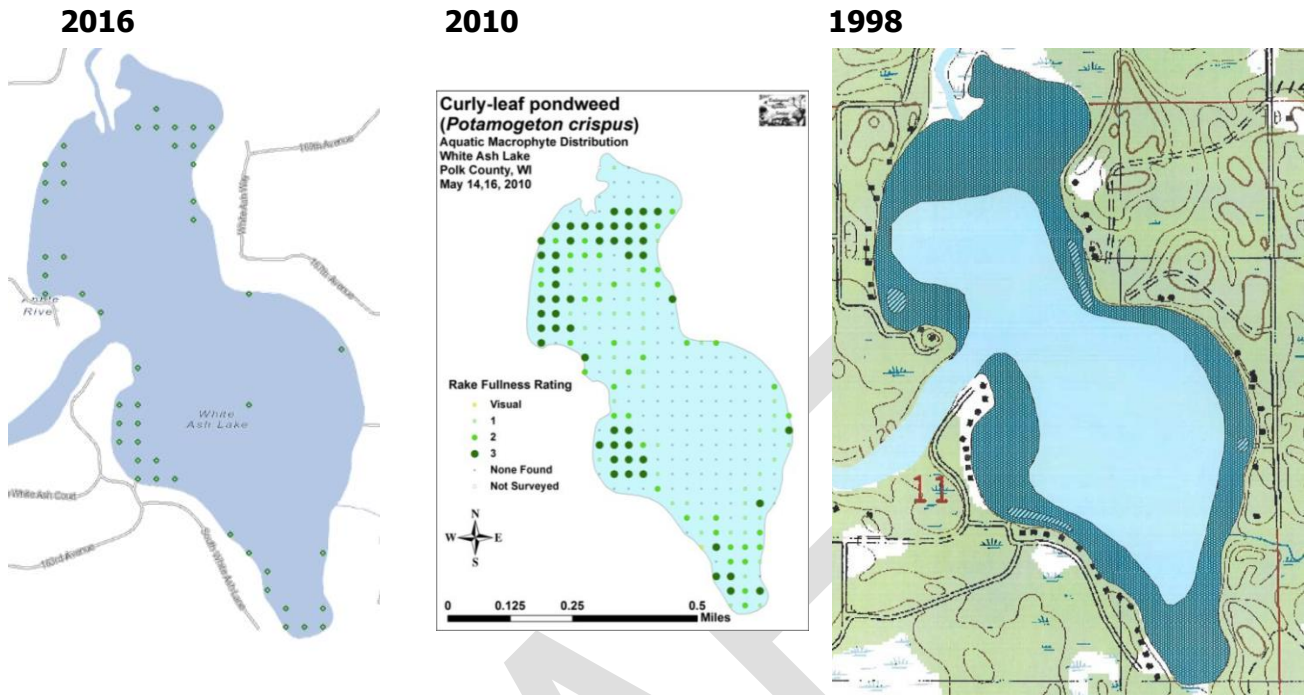 2016
2010
1998
169th Avenue
White Ash Way
167th Avenue
Apple
River
White
Ash Lake
White Ash Court
163rd Avenue
South White Ash Lane
Curly-leaf pondweed
(Potamogeton crispus)
Aquatic Macrophyte Distribution
White Ash Lake
Polk County, WI
May 14,16, 2010
Rake Fullness Rating
Visual
1
2
3
None Found
Not Surveyed
N
W E
S
0 0.125 0.25 0.5
Miles
11